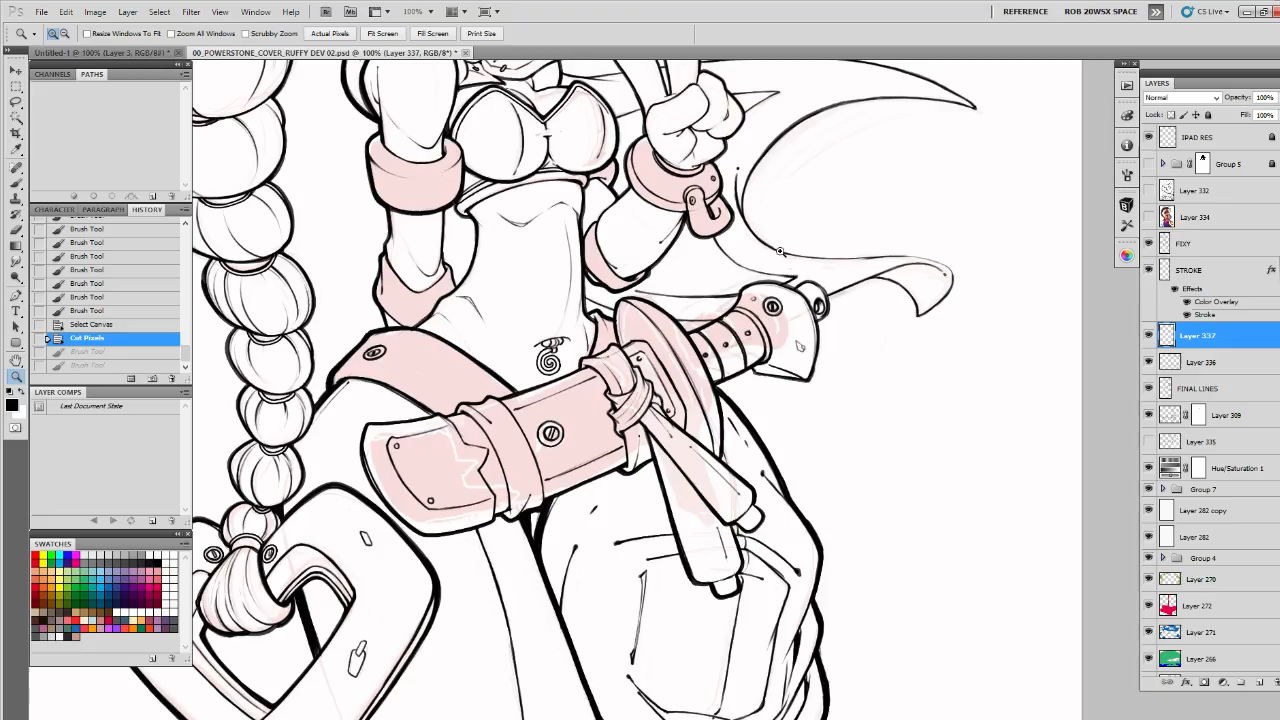 Ps File Edit Image Layer Select Filter View Window Help Br Mb 100% REFERENCE ROB 20WSX SPACE CS Live
Resize Windows To Fit Zoom All Windows Scrubby Zoom Actual Pixels Fit Screen Fill Screen Print Size
Untitled-1 @ 100% (Layer 3, RGB/8#) * 00_POWERSTONE_COVER_RUFFY DEV 02.psd @ 100% (Layer 337, RGB/8*) *
CHANNELS PATHS
CHARACTER PARAGRAPH HISTORY
Brush Tool
Brush Tool
Brush Tool
Brush Tool
Brush Tool
Brush Tool
Brush Tool
Brush Tool
Select Canvas
Cut Pixels
Brush Tool
Brush Tool
LAYER COMPS
Last Document State
SWATCHES
LAYERS
Normal Opacity: 100%
Lock: Fill: 100%
IPAD RES
Group 5
Layer 332
Layer 334
FIXY
STROKE
Effects
Color Overlay
Stroke
Layer 337
Layer 336
FINAL LINES
Layer 309
Layer 335
Hue/Saturation 1
Group 7
Layer 282 copy
Layer 282
Group 4
Layer 270
Layer 272
Layer 271
Layer 266